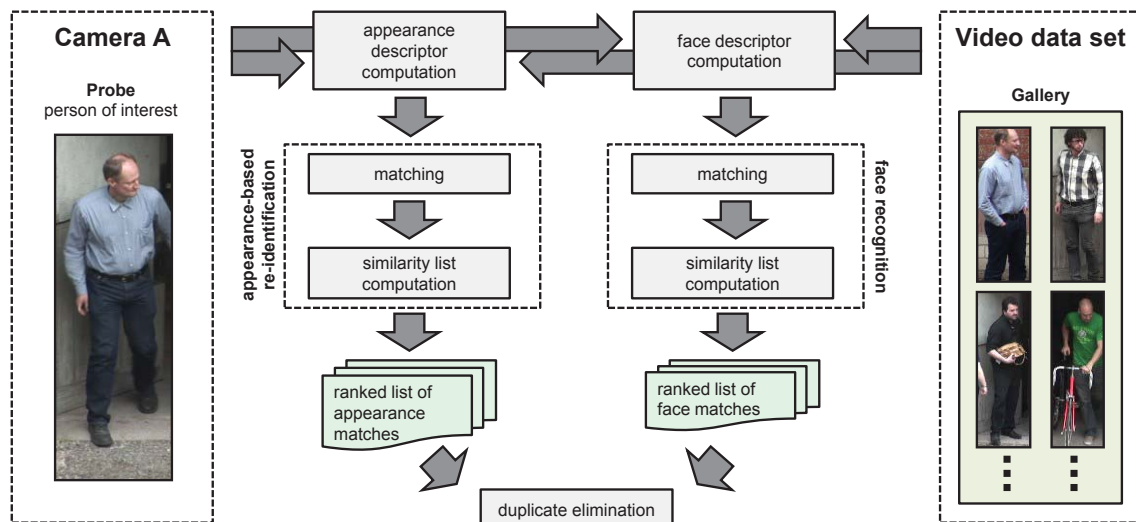 Camera A
Probe
person of interest
appearance
descriptor
computation
face descriptor
computation
Video data set
Gallery
appearance-based
re-identification
matching
similarity list
computation
matching
similarity list
computation
face recognition
ranked list of
appearance
matches
ranked list of
face matches
duplicate elimination